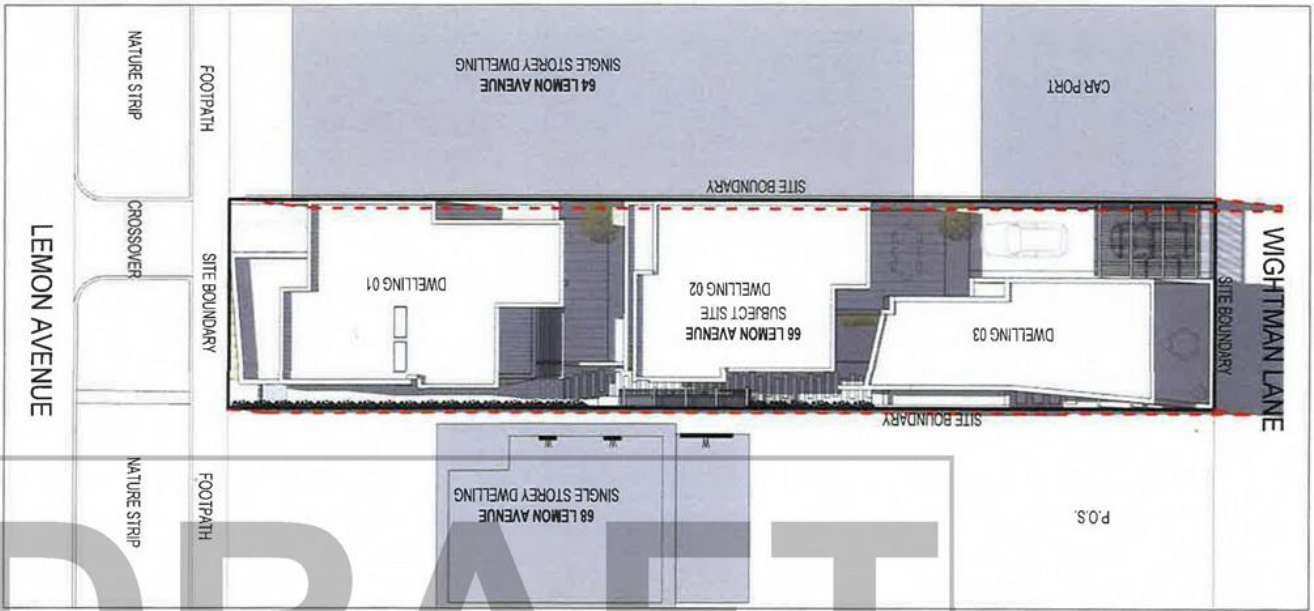 NATURE STRIP
FOOTPATH
64 LEMON AVENUE
SINGLE STOREY DWELLING
CAR PORT
SITE BOUNDARY
CROSSOVER
LEMON AVENUE
SITE BOUNDARY
DWELLING 01
66 LEMON AVENUE
SUBJECT SITE
DWELLING 02
DWELLING 03
SITE BOUNDARY
WIGHTMAN LANE
SITE BOUNDARY
NATURE STRIP
FOOTPATH
W
W
W
68 LEMON AVENUE
SINGLE STOREY DWELLING
P.O.S.
DRAFT